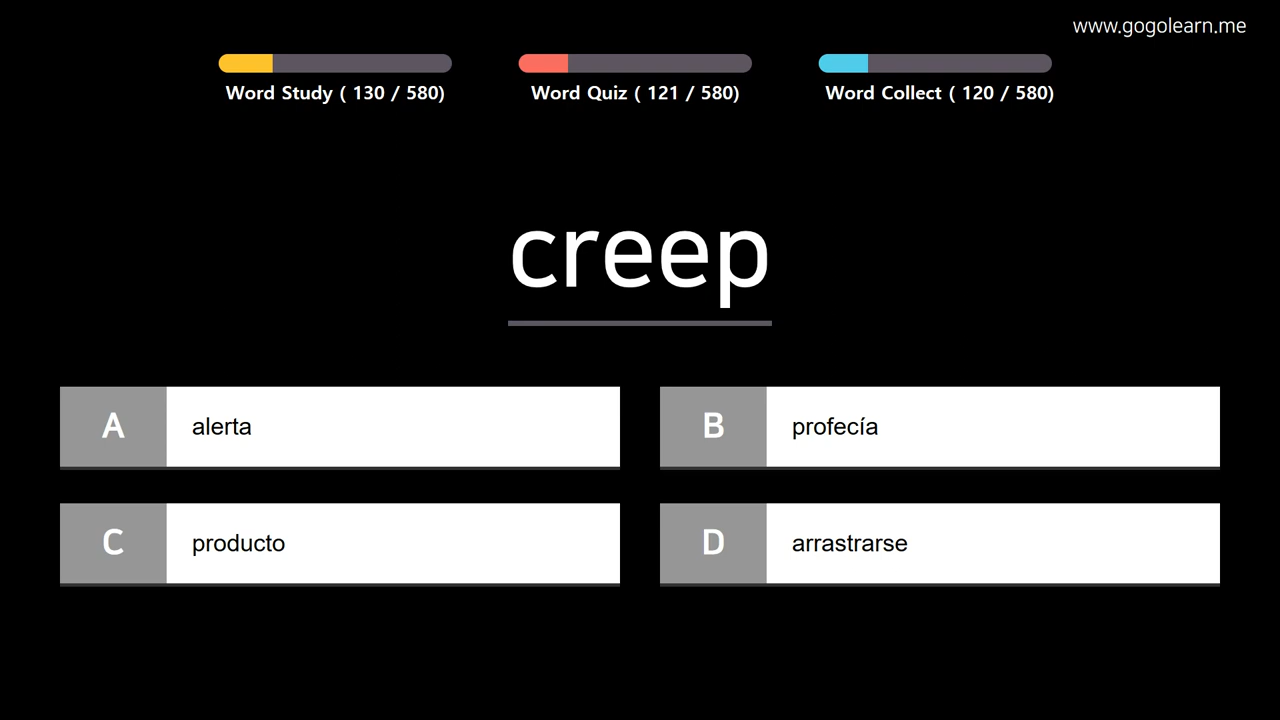 www.gogolearn.me
Word Study ( 130 / 580)
Word Quiz ( 121 / 580)
Word Collect ( 120 / 580)
creep
A alerta
B profecía
C producto
D arrastrarse